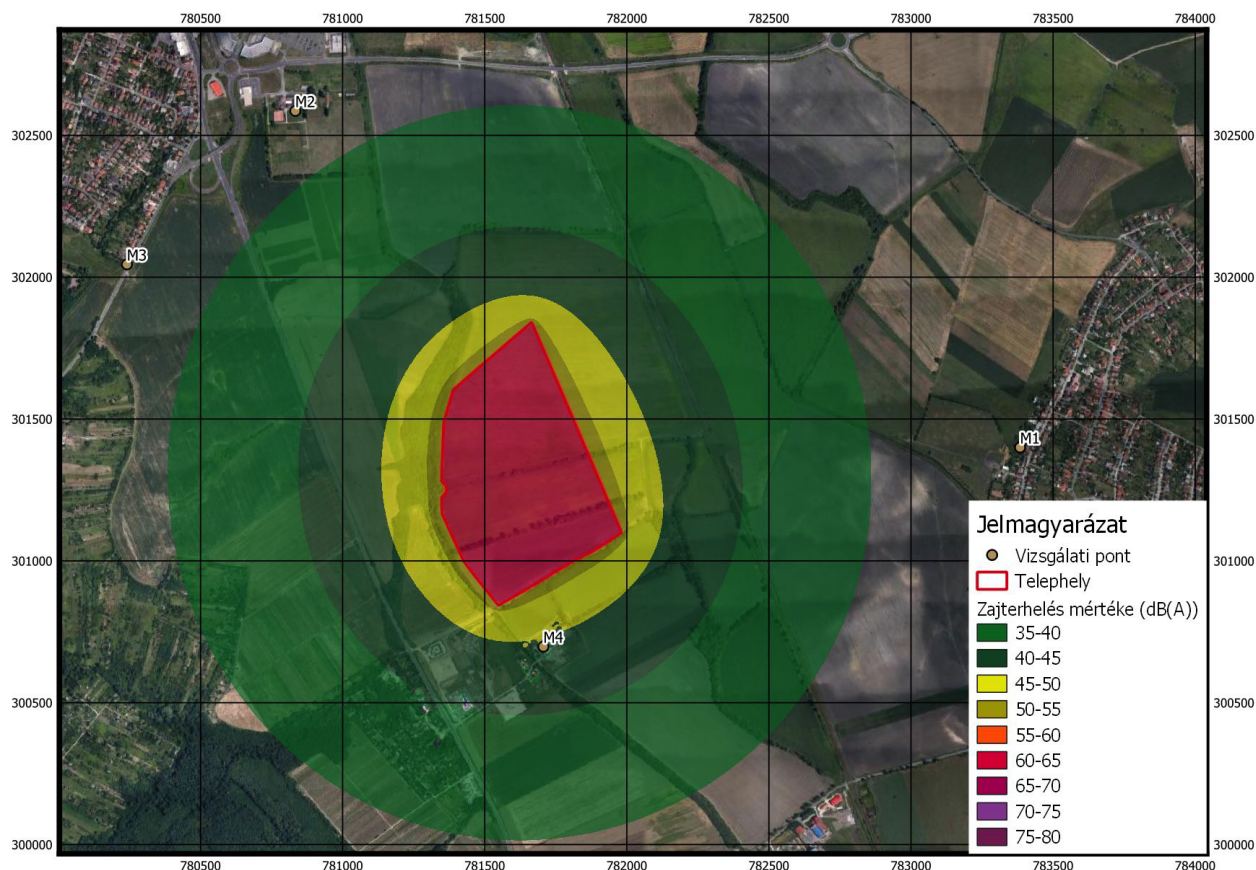 780500 781000 781500 782000 782500 783000 783500 784000
302500 302500
302000 302000
301500 301500
301000 301000
300500 300500
300000 300000
M2
M3
M1
M4
Jelmagyarázat
Vizsgálati pont
Telephely
Zajterhelés mértéke (dB(A))
35-40
40-45
45-50
50-55
55-60
60-65
65-70
70-75
75-80
780500 781000 781500 782000 782500 783000 783500 784000